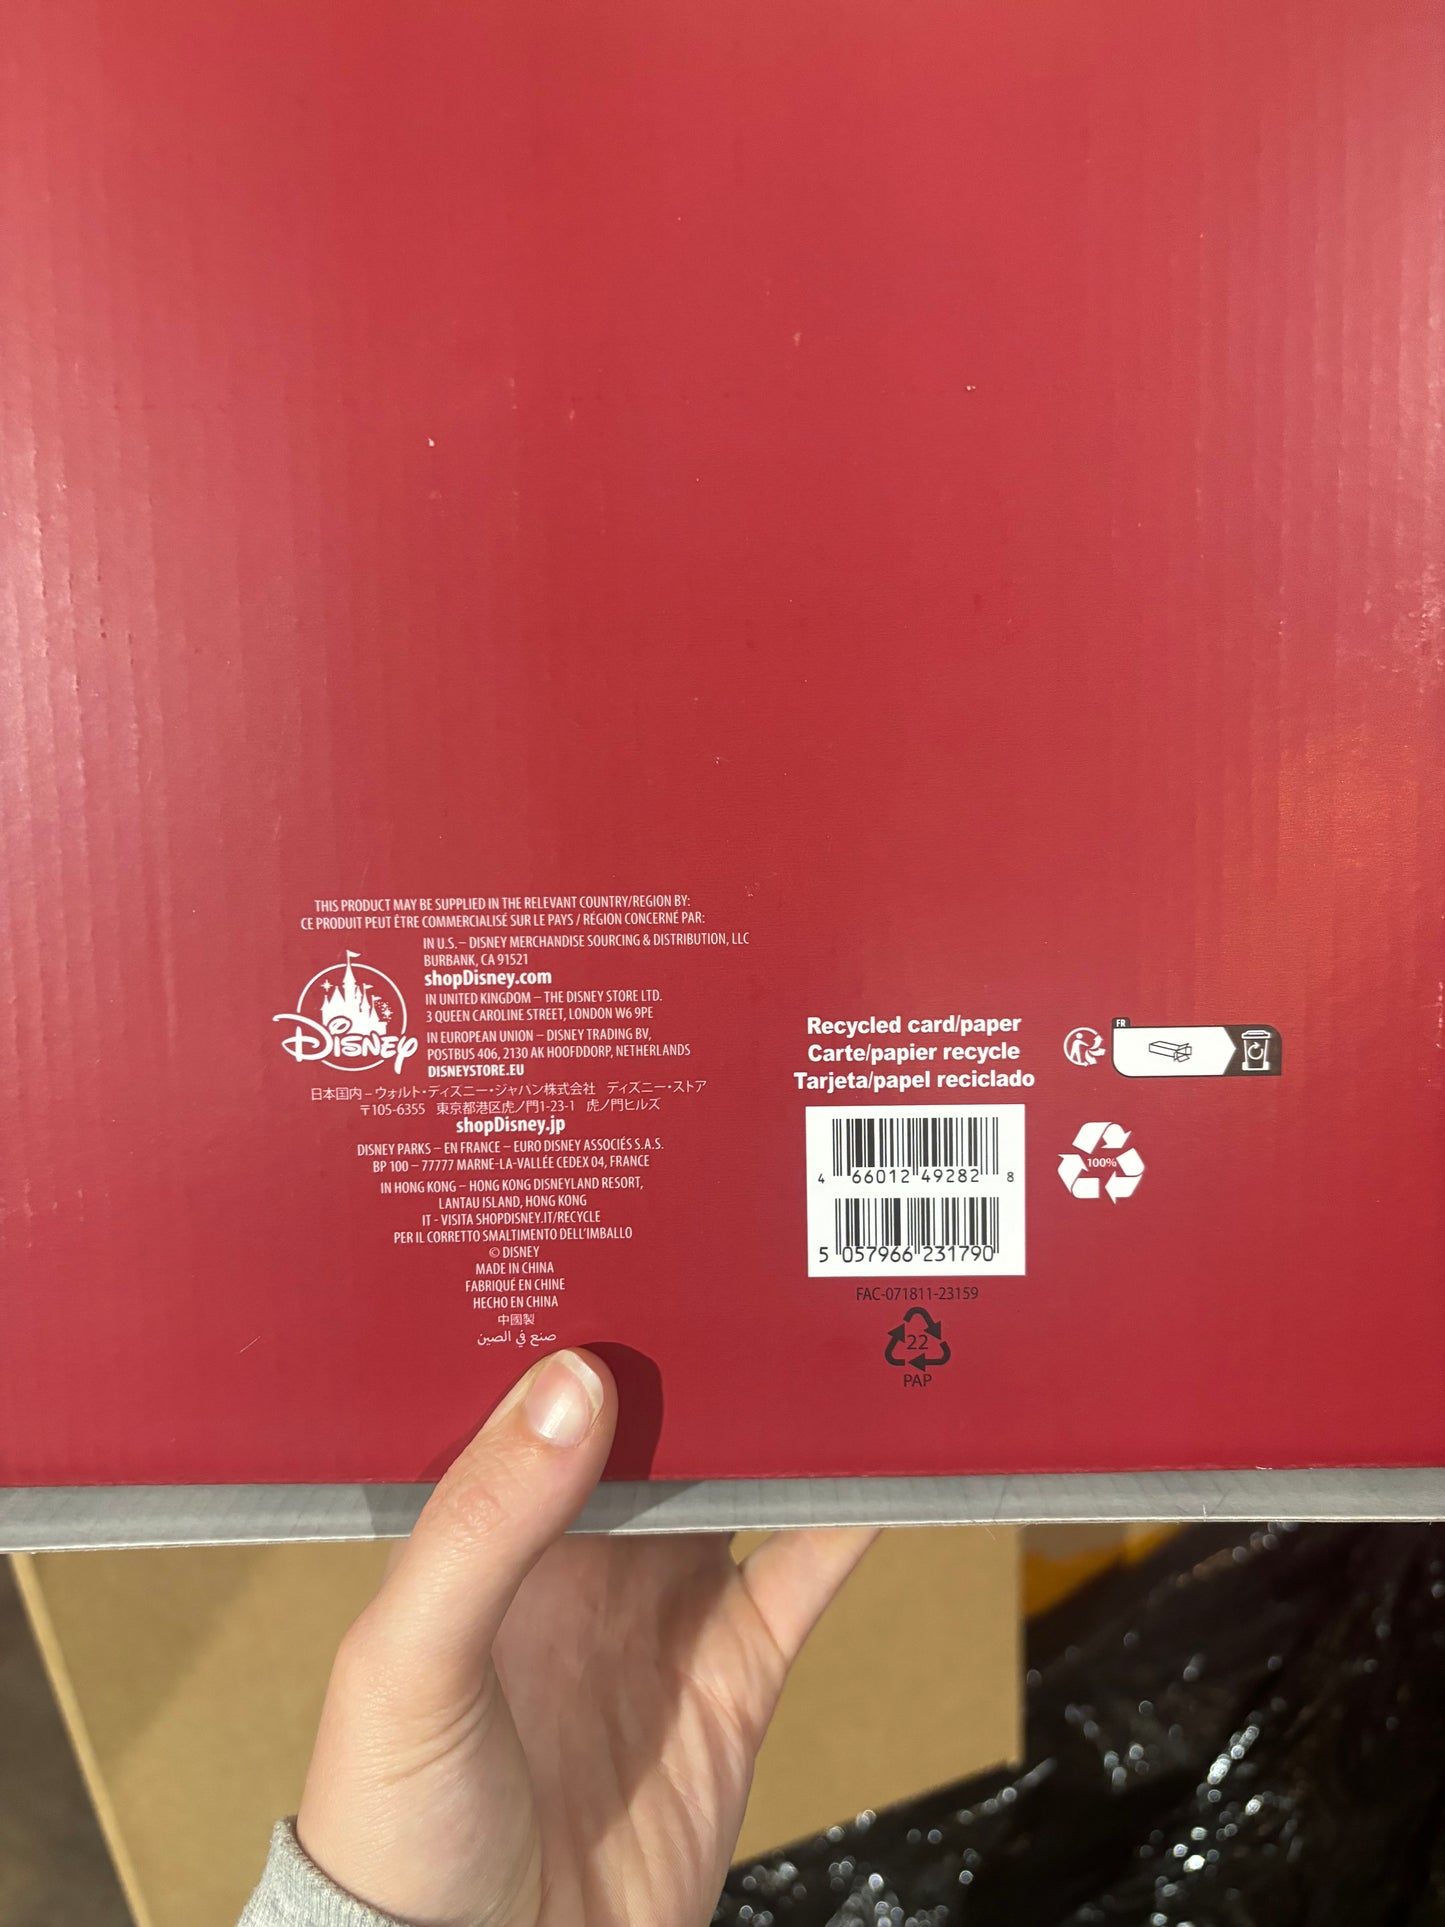 THIS PRODUCT MAY BE SUPPLIED IN THE RELEVANT COUNTRY/REGION BY:
CE PRODUIT PEUT ÊTRE COMMERCIALISÉ SUR LE PAYS / RÉGION CONCERNÉ PAR:
IN U.S. – DISNEY MERCHANDISE SOURCING & DISTRIBUTION, LLC
BURBANK, CA 91521
shopDisney.com
IN UNITED KINGDOM – THE DISNEY STORE LTD.
3 QUEEN CAROLINE STREET, LONDON W6 9PE
DISNEY
IN EUROPEAN UNION – DISNEY TRADING BV,
POSTBUS 406, 2130 AK HOOFDDORP, NETHERLANDS
DISNEYSTORE.EU
日本国内 – ウォルト・ディズニー・ジャパン株式会社 ディズニー・ストア
〒105-6355 東京都港区虎ノ門1-23-1 虎ノ門ヒルズ
shopDisney.jp
DISNEY PARKS – EN FRANCE – EURO DISNEY ASSOCIÉS S.A.S.
BP 100 – 77777 MARNE-LA-VALLÉE CEDEX 04, FRANCE
IN HONG KONG – HONG KONG DISNEYLAND RESORT,
LANTAU ISLAND, HONG KONG
IT - VISITA SHOPDISNEY.IT/RECYCLE
PER IL CORRETTO SMALTIMENTO DELL'IMBALLO
© DISNEY
MADE IN CHINA
FABRIQUÉ EN CHINE
HECHO EN CHINA
中國製
صنع في الصين
Recycled card/paper
Carte/papier recycle
Tarjeta/papel reciclado
FR
4 66012 49282 8
100%
5 057966 231790
FAC-071811-23159
22
PAP